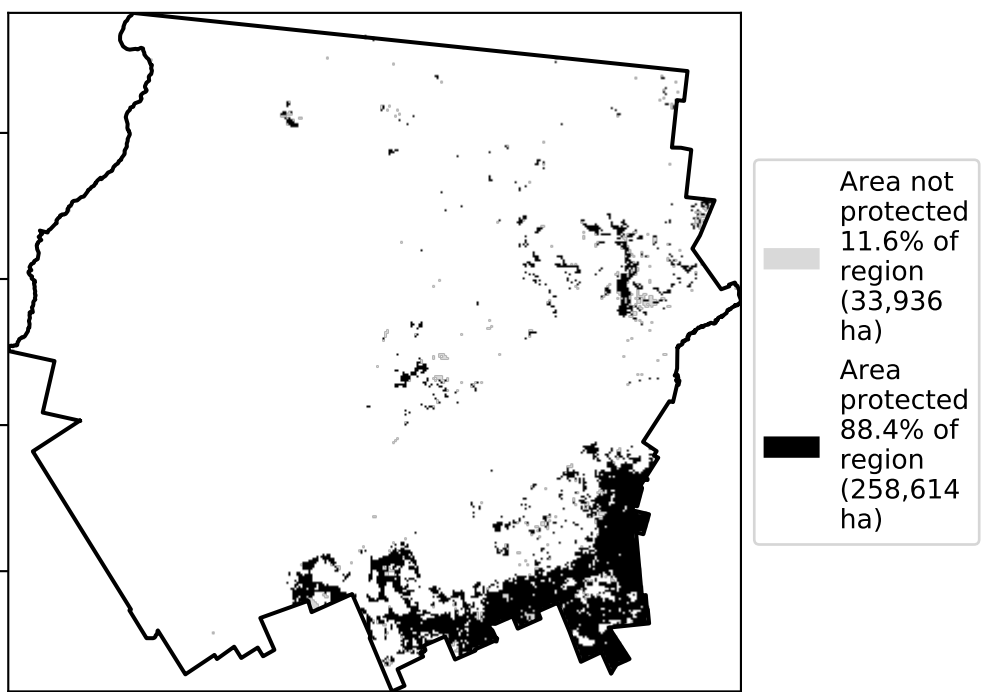 Area not
protected
11.6% of
region
(33,936
ha)
Area
protected
88.4% of
region
(258,614
ha)